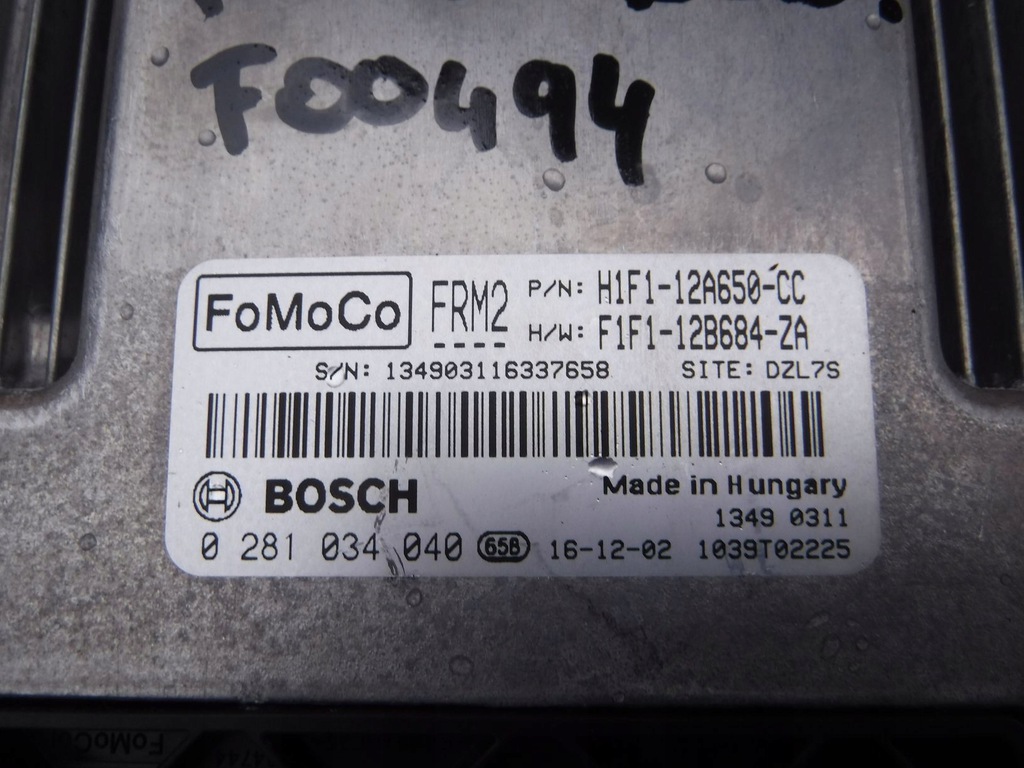 F00494
FoMoCo FRM2 P/N: H1F1-12A650-CC
H/W: F1F1-12B684-ZA
S/N: 134903116337658 SITE: DZL7S
BOSCH Made in Hungary
1349 0311
0 281 034 040 658 16-12-02 1039T02225
FoMoCo